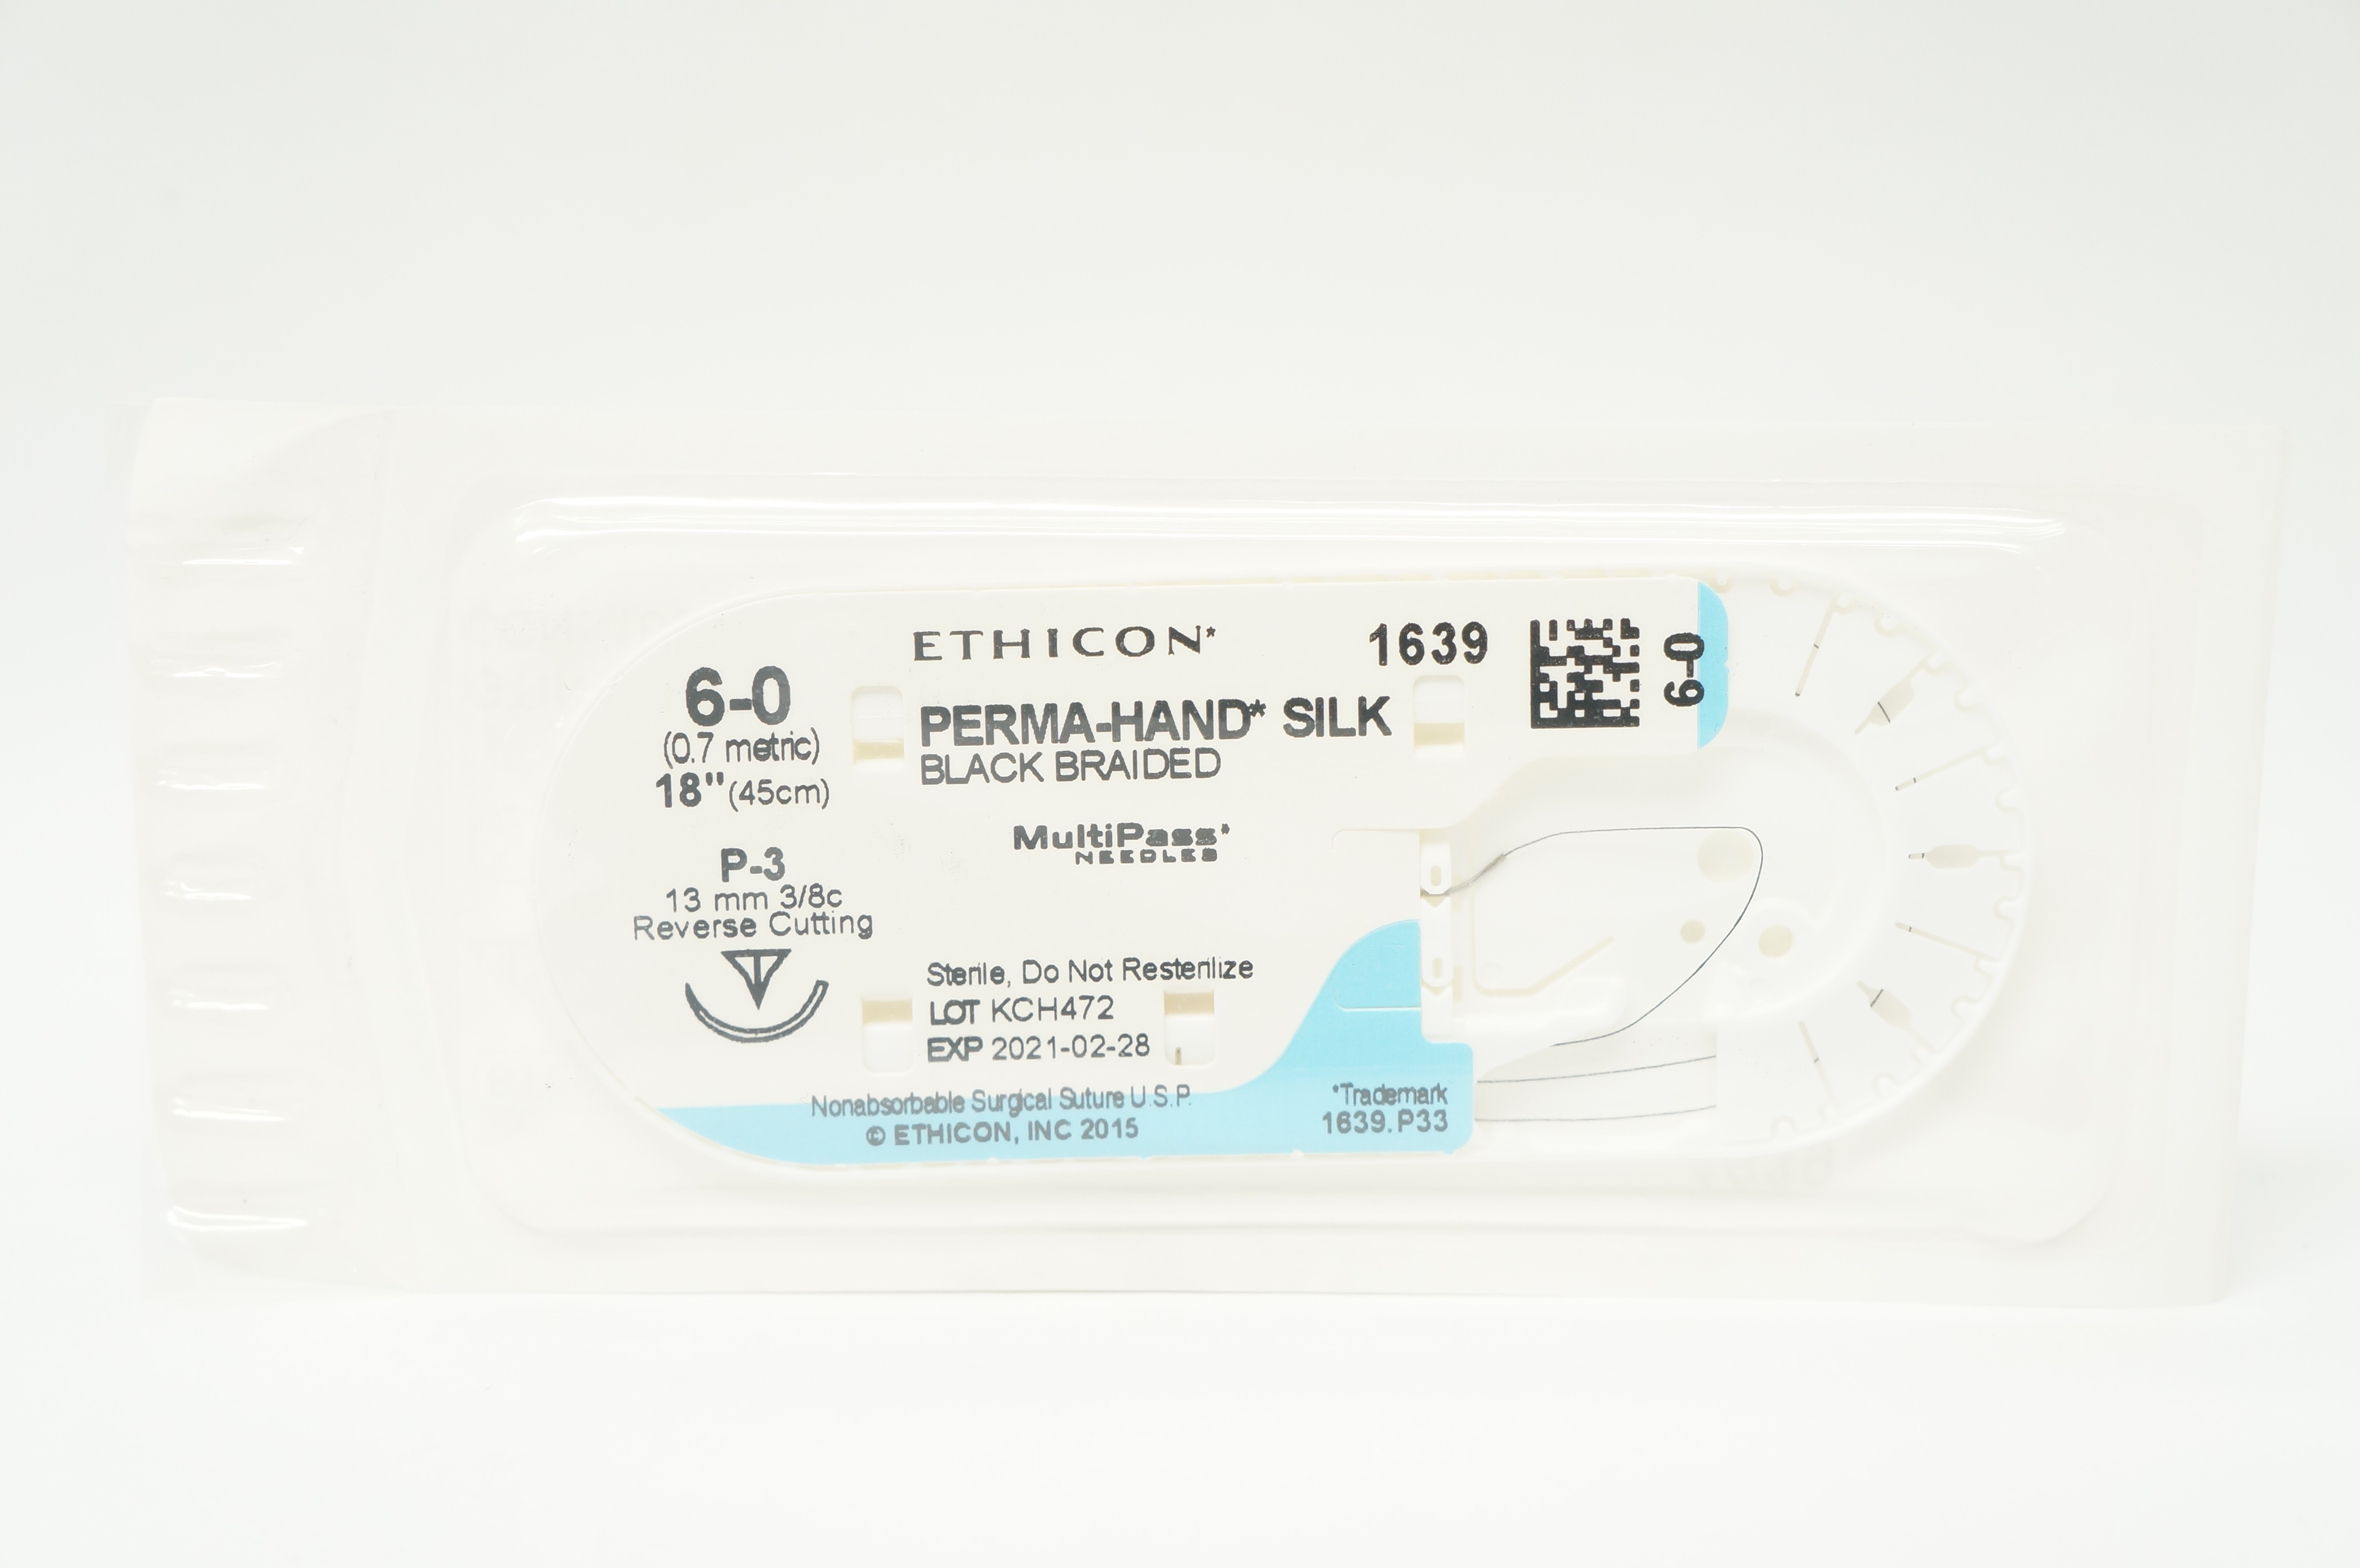 ETHICON*
1639
6-0
6-0
(0.7 metric)
18" (45cm)
PERMA-HAND* SILK
BLACK BRAIDED
MultiPass*
NEEDLES
P-3
13 mm 3/8c
Reverse Cutting
Sterile, Do Not Resterilize
LOT KCH472
EXP 2021-02-28
Nonabsorbable Surgical Suture U.S.P.
© ETHICON, INC 2015
*Trademark
1639.P33